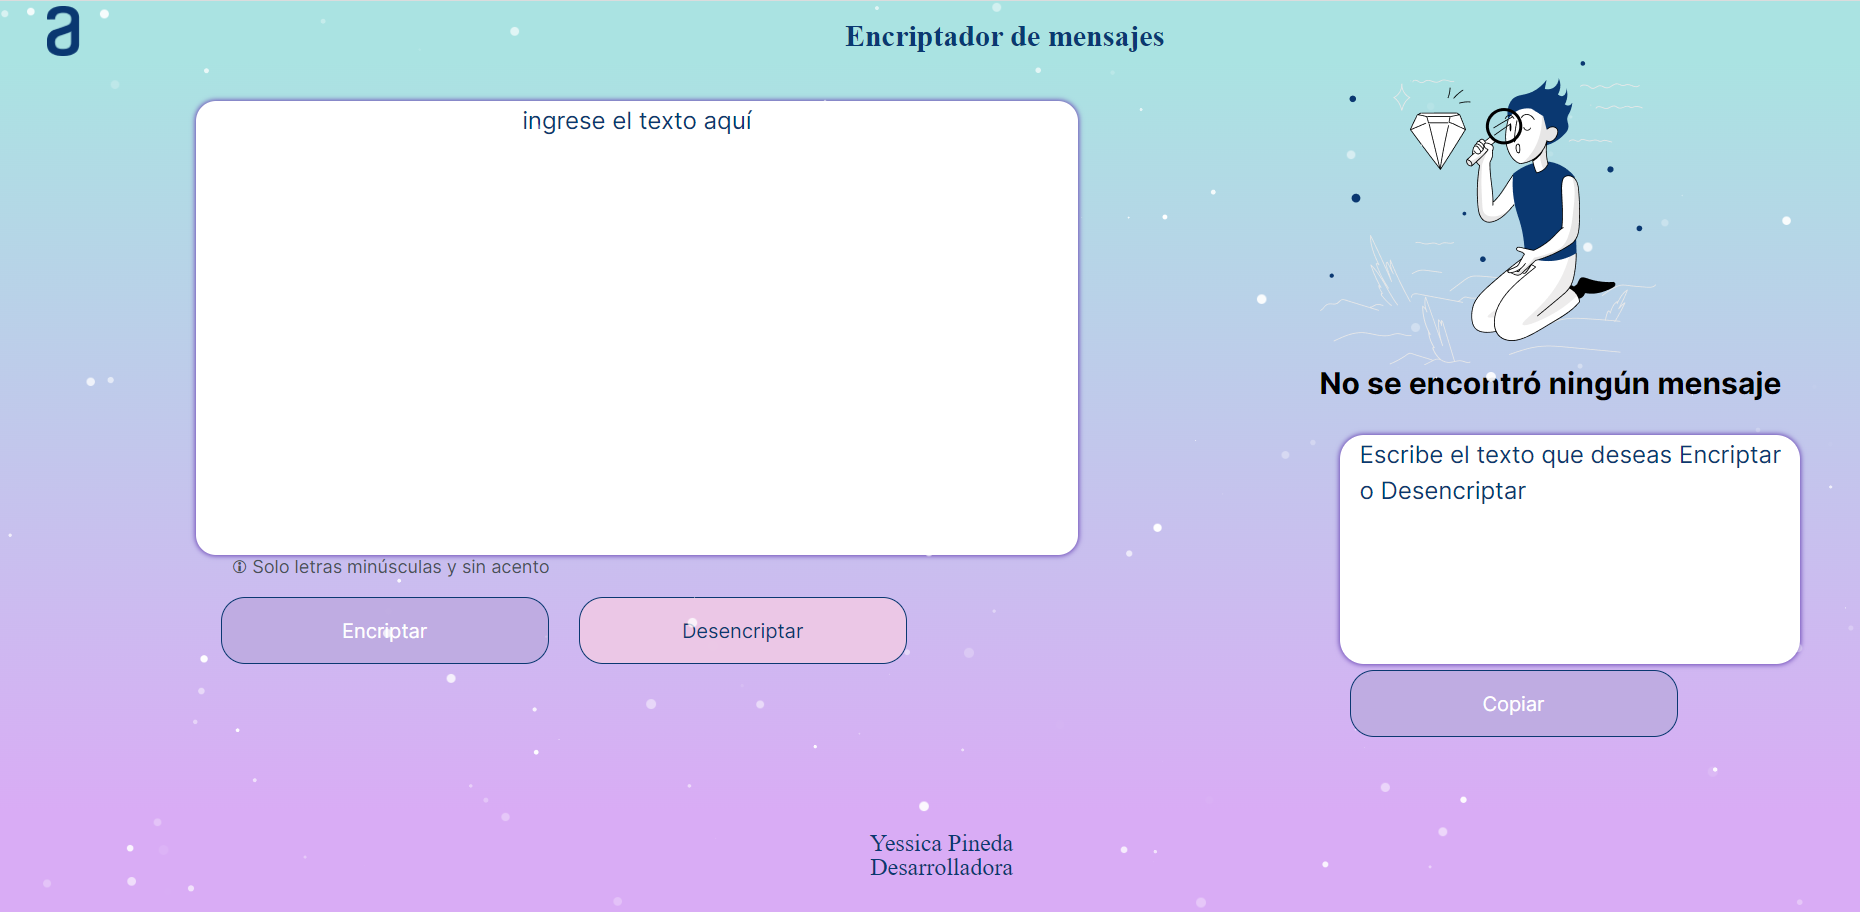 a
Encriptador de mensajes
ingrese el texto aquí
Solo letras minúsculas y sin acento
Encriptar
Desencriptar
No se encontró ningún mensaje
Escribe el texto que deseas Encriptar
o Desencriptar
Copiar
Yessica Pineda
Desarrolladora